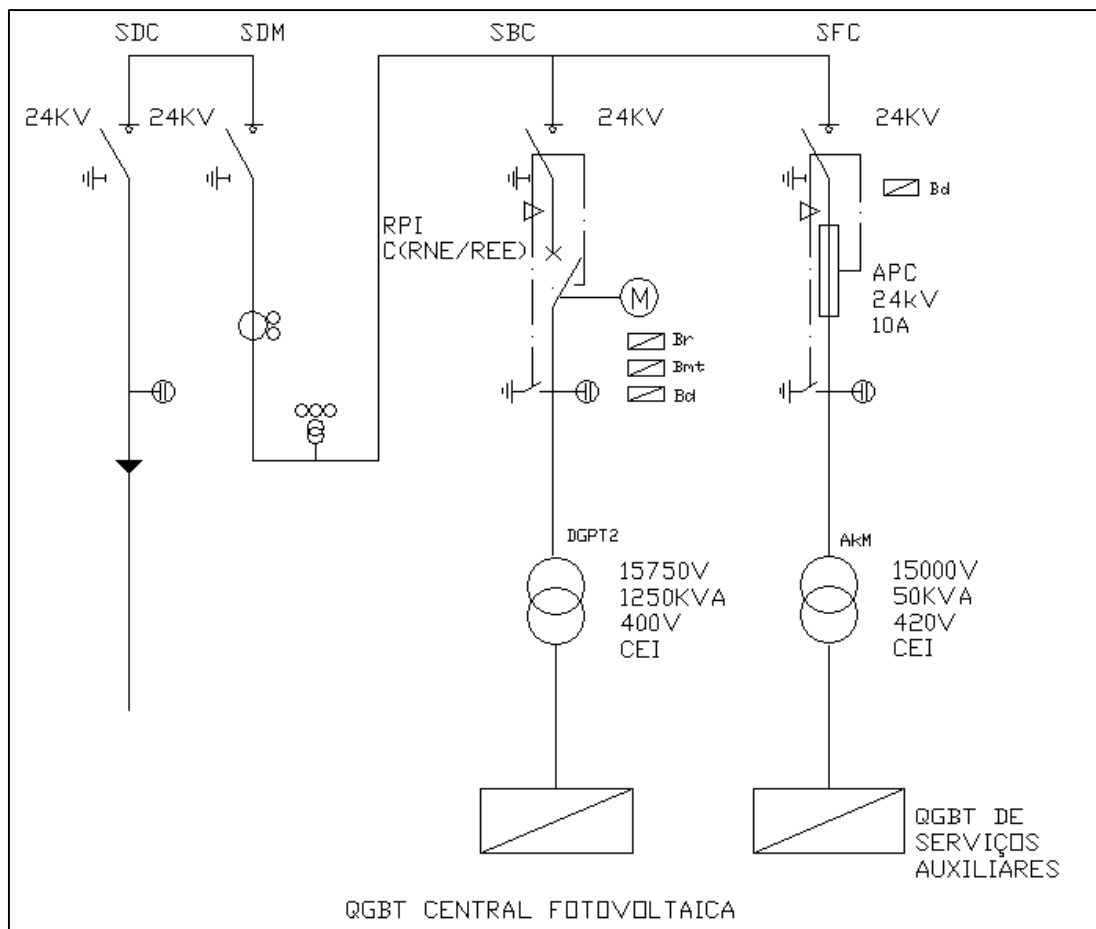 SDC
SDM
SBC
SFC
24KV
24KV
24KV
24KV
RPI
C(RNE/REE)
M
Br
Bmt
Bd
Bd
APC
24kV
10A
DGPT2
15750V
1250KVA
400V
CEI
AkM
15000V
50KVA
420V
CEI
QGBT DE
SERVIÇOS
AUXILIARES
QGBT CENTRAL FOTOVOLTAICA